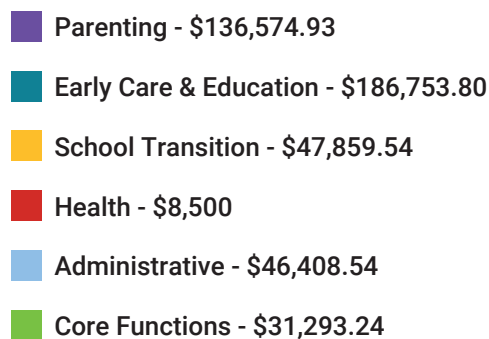 Parenting - $136,574.93
Early Care & Education - $186,753.80
School Transition - $47,859.54
Health - $8,500
Administrative - $46,408.54
Core Functions - $31,293.24